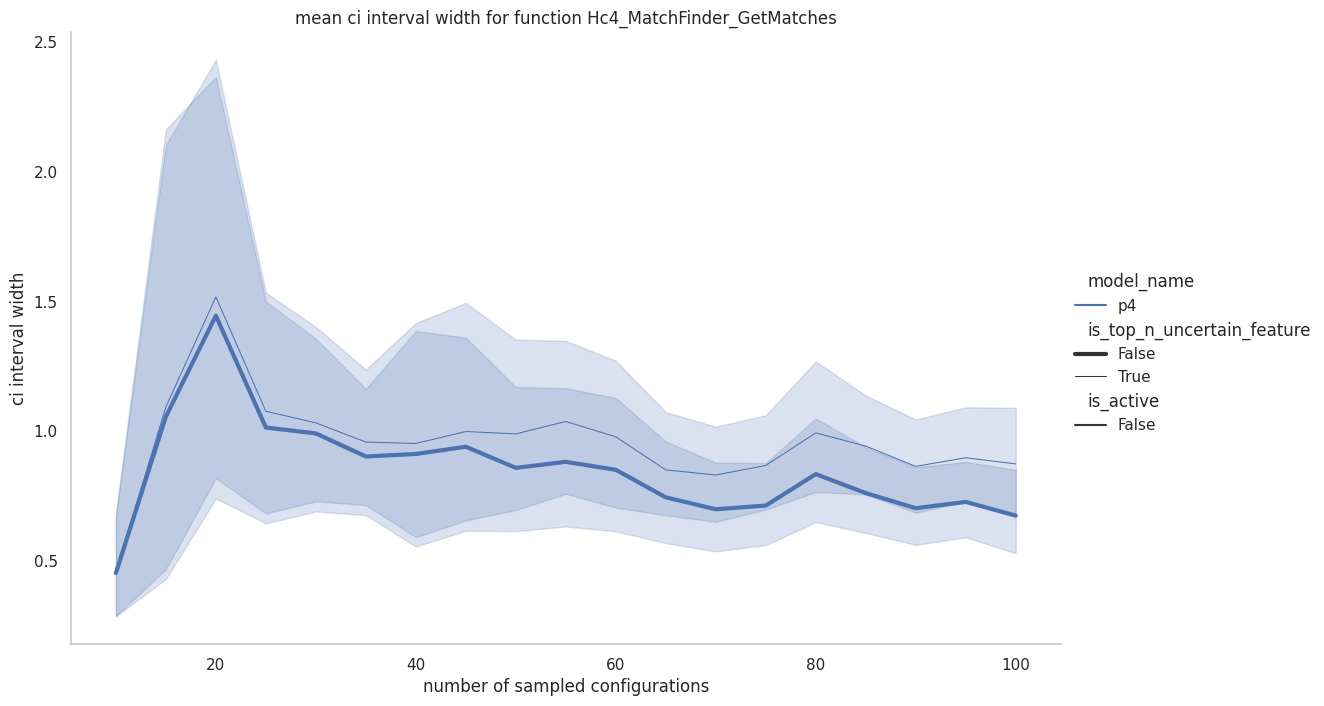 mean ci interval width for function Hc4_MatchFinder_GetMatches
2.5
2.0
1.5
1.0
0.5
ci interval width
20
40
60
80
100
number of sampled configurations
model_name
p4
is_top_n_uncertain_feature
False
True
is_active
False